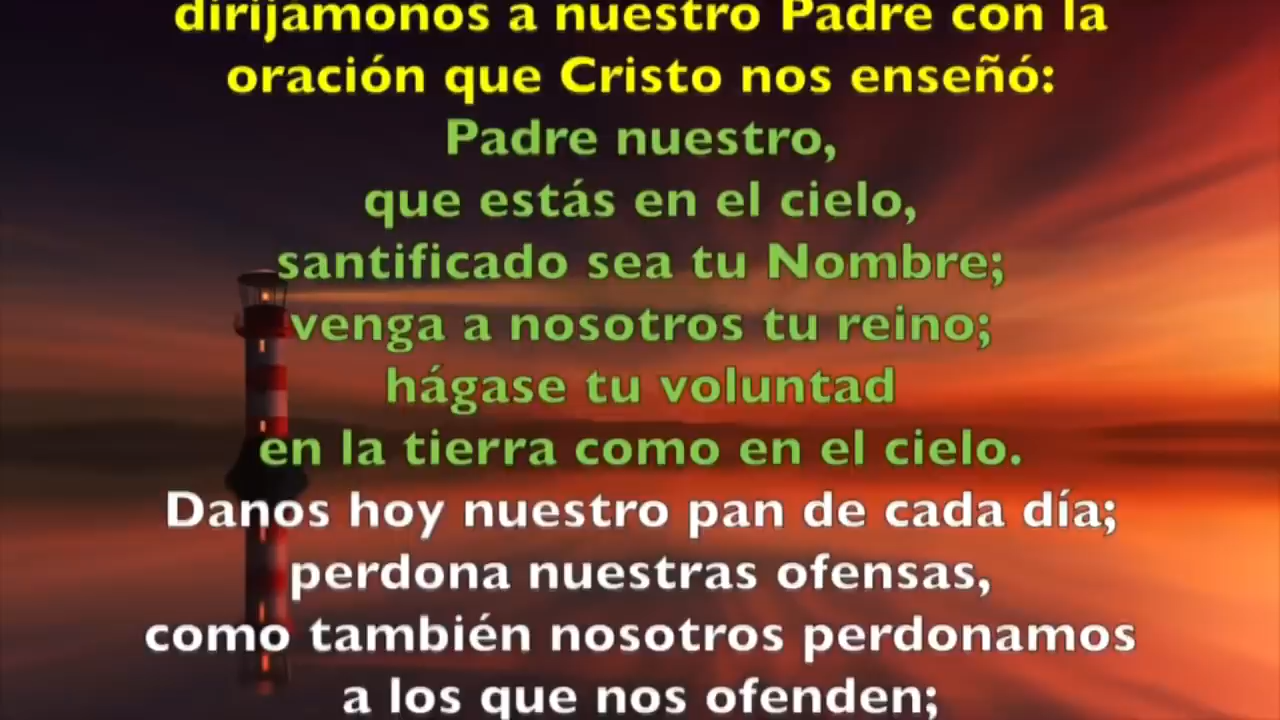 dirijámonos a nuestro Padre con la
oración que Cristo nos enseñó:
Padre nuestro,
que estás en el cielo,
santificado sea tu Nombre;
venga a nosotros tu reino;
hágase tu voluntad
en la tierra como en el cielo.
Danos hoy nuestro pan de cada día;
perdona nuestras ofensas,
como también nosotros perdonamos
a los que nos ofenden;